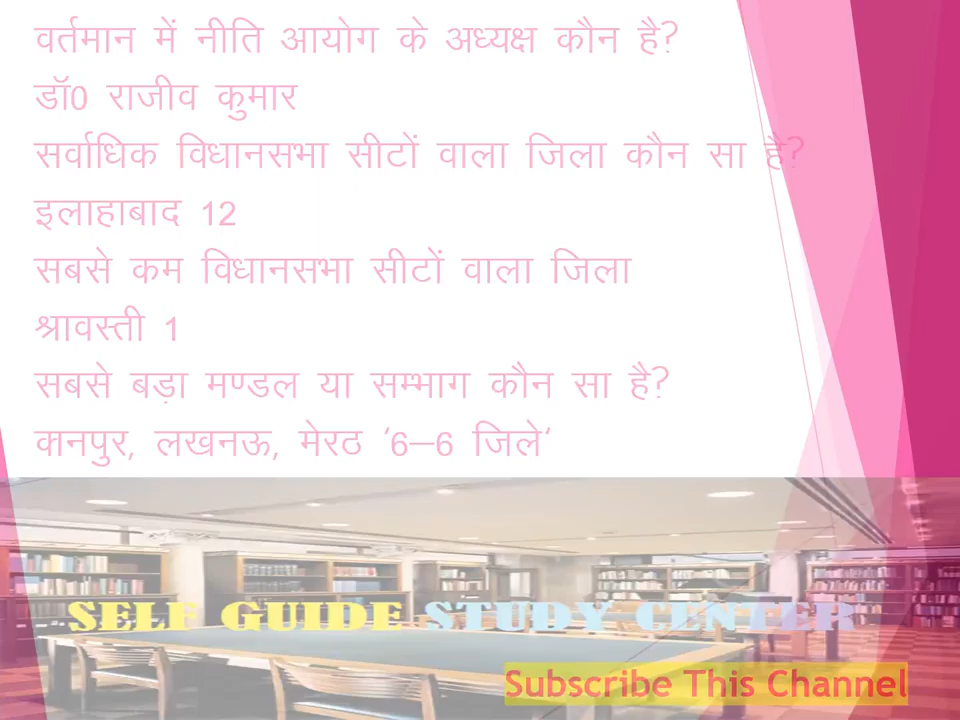 वर्तमान में नीति आयोग के अध्यक्ष कौन है?
डॉ0 राजीव कुमार
सर्वाधिक विधानसभा सीटों वाला जिला कौन सा है?
इलाहाबाद 12
सबसे कम विधानसभा सीटों वाला जिला
श्रावस्ती 1
सबसे बड़ा मण्डल या सम्भाग कौन सा है?
कानपुर, लखनऊ, मेरठ ‘6–6 जिले‘
SELF GUIDE STUDY CENTER
Subscribe This Channel